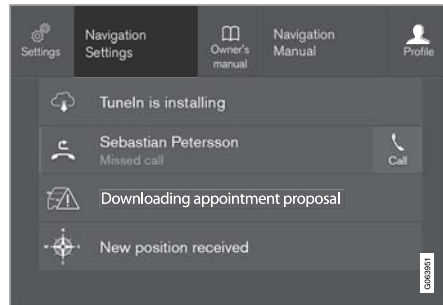 Settings
Navigation
Settings
Owner's
manual
Navigation
Manual
Profile
TuneIn is installing
Sebastian Petersson
Missed call
Call
Downloading appointment proposal
New position received
G063951